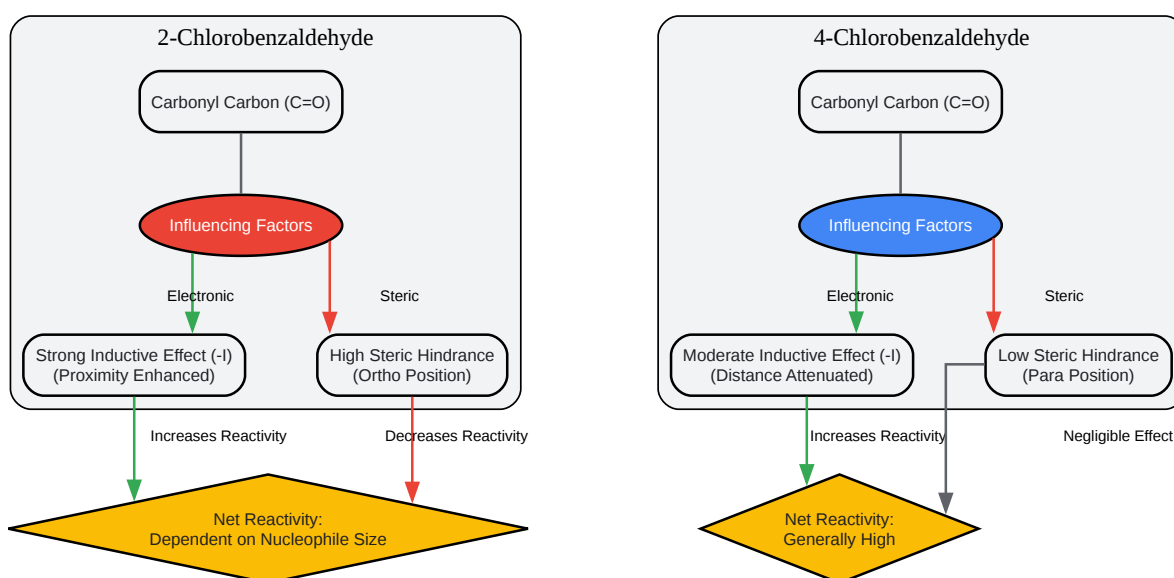 2-Chlorobenzaldehyde
Carbonyl Carbon (C=O)
Influencing Factors
Electronic
Steric
Strong Inductive Effect (-I)
(Proximity Enhanced)
High Steric Hindrance
(Ortho Position)
Increases Reactivity
Decreases Reactivity
Net Reactivity:
Dependent on Nucleophile Size
4-Chlorobenzaldehyde
Carbonyl Carbon (C=O)
Influencing Factors
Electronic
Steric
Moderate Inductive Effect (-I)
(Distance Attenuated)
Low Steric Hindrance
(Para Position)
Increases Reactivity
Negligible Effect
Net Reactivity:
Generally High